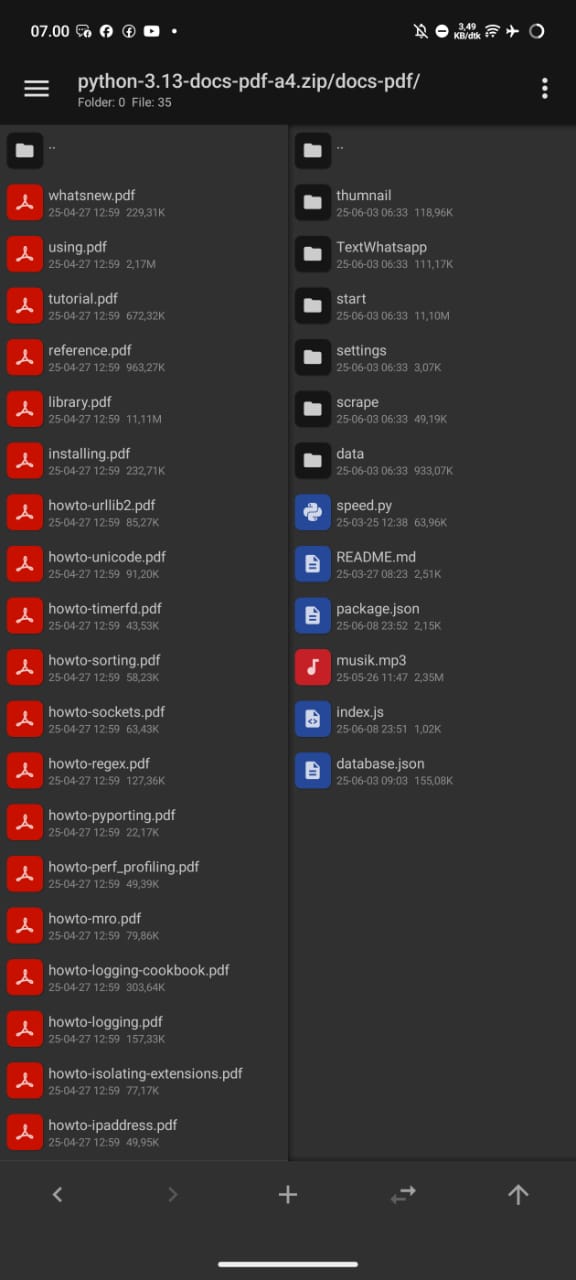 07.00
3,49
KB/dtk
python-3.13-docs-pdf-a4.zip/docs-pdf/
Folder: 0 File: 35
..
whatsnew.pdf
25-04-27 12:59 229,31K
using.pdf
25-04-27 12:59 2,17M
tutorial.pdf
25-04-27 12:59 672,32K
reference.pdf
25-04-27 12:59 963,27K
library.pdf
25-04-27 12:59 11,11M
installing.pdf
25-04-27 12:59 232,71K
howto-urllib2.pdf
25-04-27 12:59 85,27K
howto-unicode.pdf
25-04-27 12:59 91,20K
howto-timerfd.pdf
25-04-27 12:59 43,53K
howto-sorting.pdf
25-04-27 12:59 58,23K
howto-sockets.pdf
25-04-27 12:59 63,43K
howto-regex.pdf
25-04-27 12:59 127,36K
howto-pyporting.pdf
25-04-27 12:59 22,17K
howto-perf_profiling.pdf
25-04-27 12:59 49,39K
howto-mro.pdf
25-04-27 12:59 79,86K
howto-logging-cookbook.pdf
25-04-27 12:59 303,64K
howto-logging.pdf
25-04-27 12:59 157,33K
howto-isolating-extensions.pdf
25-04-27 12:59 77,17K
howto-ipaddress.pdf
25-04-27 12:59 49,95K
..
thumnail
25-06-03 06:33 118,96K
TextWhatsapp
25-06-03 06:33 111,17K
start
25-06-03 06:33 11,10M
settings
25-06-03 06:33 3,07K
scrape
25-06-03 06:33 49,19K
data
25-06-03 06:33 933,07K
speed.py
25-03-25 12:38 63,96K
README.md
25-03-27 08:23 2,51K
package.json
25-06-08 23:52 2,15K
musik.mp3
25-05-26 11:47 2,35M
index.js
25-06-08 23:51 1,02K
database.json
25-06-03 09:03 155,08K